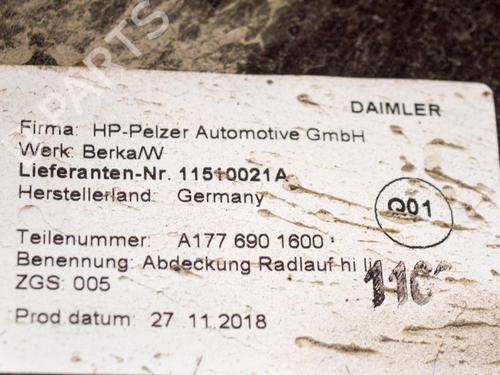 PARTS
DAIMLER
Firma: HP-Pelzer Automotive GmbH
Werk: Berka/W
Lieferanten-Nr. 11510021A
Herstellerland: Germany
Q01
Teilenummer: A177 690 1600
Benennung: Abdeckung Radlauf hi li
ZGS: 005
Prod.datum: 27.11.2018